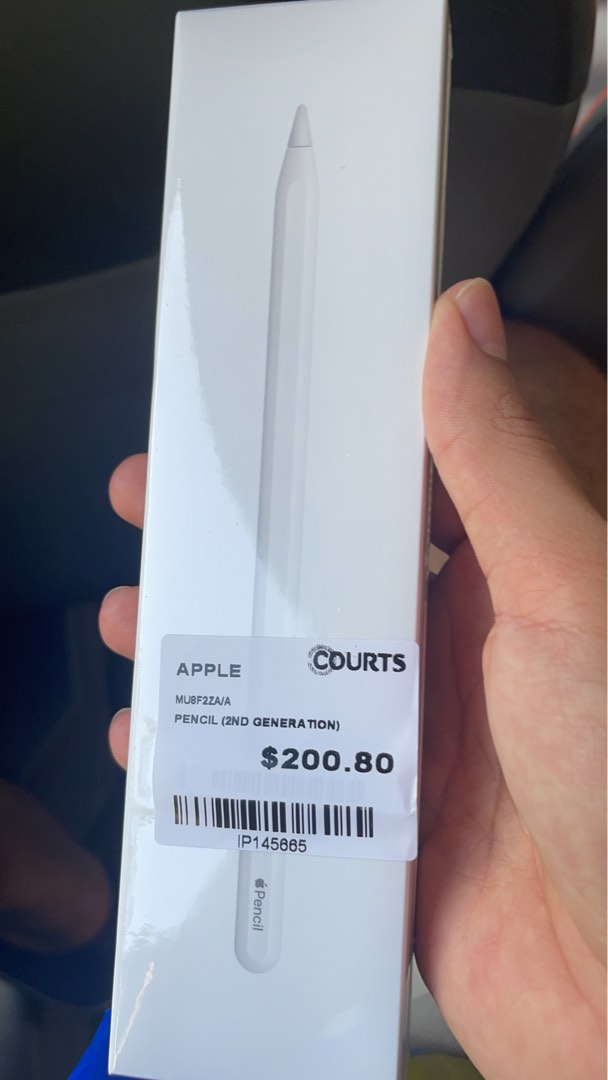 APPLE
COURTS
MU8F2ZA/A
PENCIL (2ND GENERATION)
$200.80
IP145665
Pencil